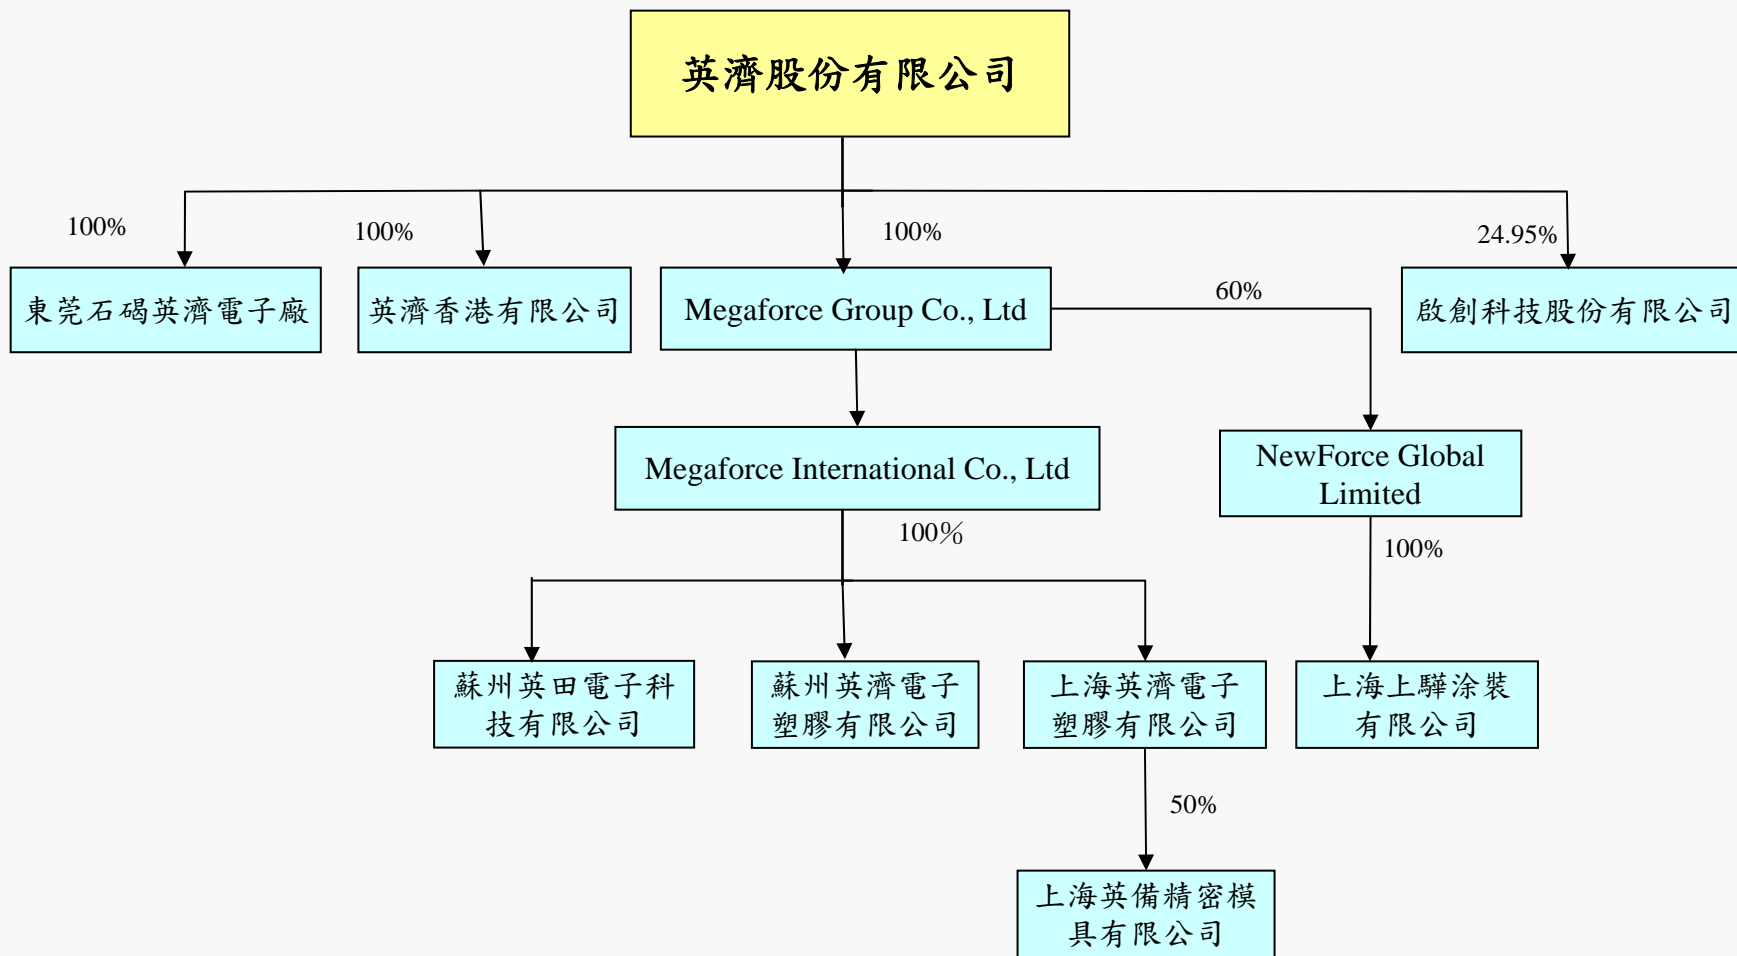 英濟股份有限公司
100%
100%
100%
24.95%
東莞石碣英濟電子廠
英濟香港有限公司
Megaforce Group Co., Ltd
60%
啟創科技股份有限公司
Megaforce International Co., Ltd
NewForce Global
Limited
100%
100%
蘇州英田電子科
技有限公司
蘇州英濟電子
塑膠有限公司
上海英濟電子
塑膠有限公司
上海上驊涂裝
有限公司
50%
上海英備精密模
具有限公司